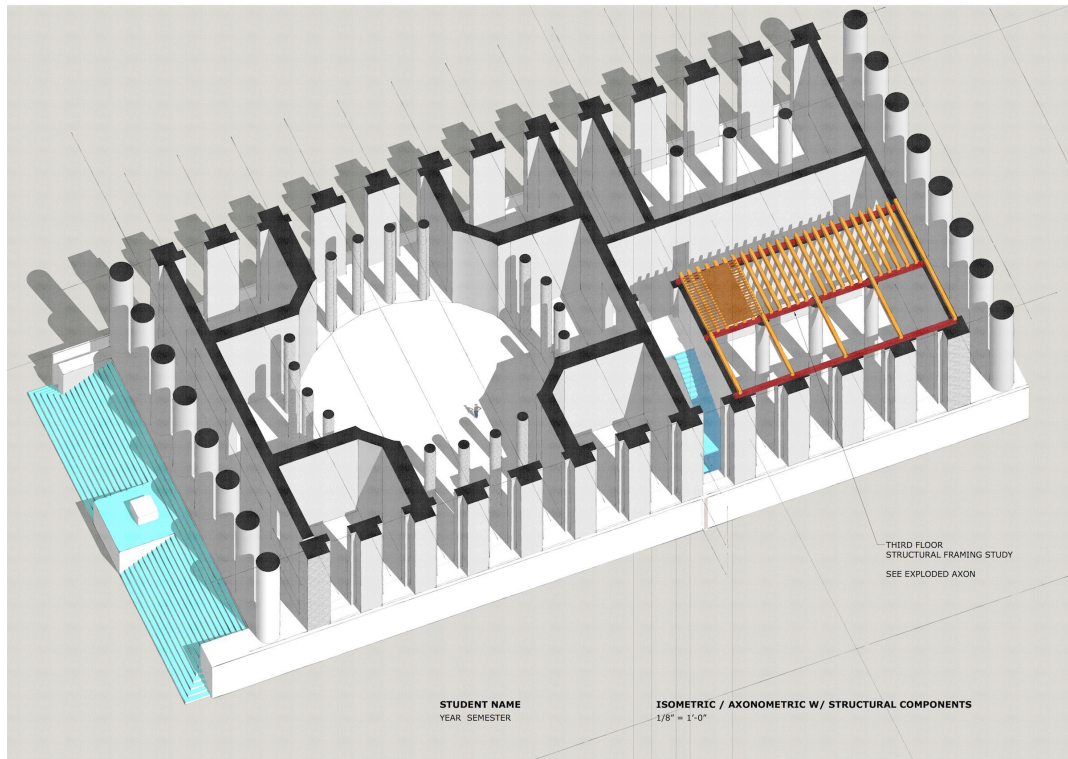 THIRD FLOOR
STRUCTURAL FRAMING STUDY
SEE EXPLODED AXON
STUDENT NAME
YEAR SEMESTER
ISOMETRIC / AXONOMETRIC W/ STRUCTURAL COMPONENTS
1/8" = 1'-0"